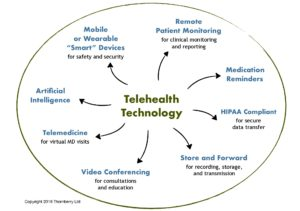 Remote
Patient Monitoring
for clinical monitoring
and reporting
Mobile
or Wearable
"Smart" Devices
for safety and security
Medication
Reminders
Artificial
Intelligence
Telehealth
Technology
HIPAA Compliant
for secure
data transfer
Telemedicine
for virtual MD visits
Store and Forward
for recording, storage,
and transmission
Video Conferencing
for consultations
and education
Copyright 2016 Thornberry Ltd